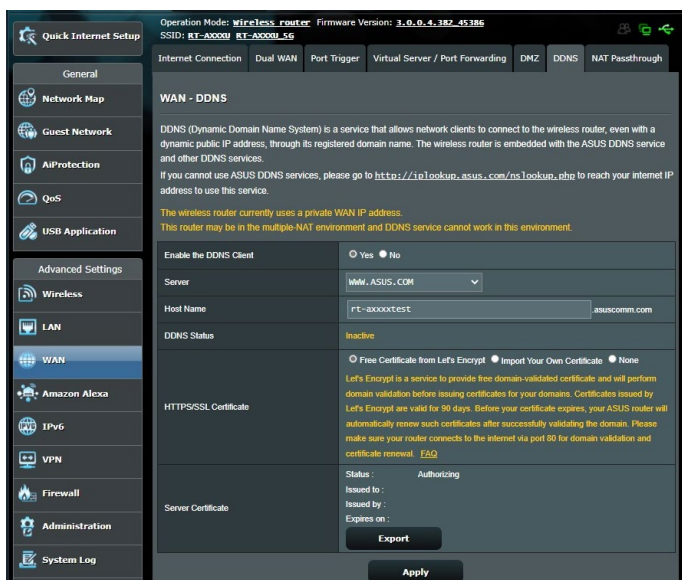 Quick Internet Setup
Operation Mode: Wireless router Firmware Version: 3.0.0.4.382_45386
SSID: RT-AXXXU RT-AXXXU_5G
Internet Connection Dual WAN Port Trigger Virtual Server / Port Forwarding DMZ DDNS NAT Passthrough
General
Network Map
Guest Network
AiProtection
QoS
USB Application
Advanced Settings
Wireless
LAN
WAN
Amazon Alexa
IPv6
VPN
Firewall
Administration
System Log
WAN - DDNS
DDNS (Dynamic Domain Name System) is a service that allows network clients to connect to the wireless router, even with a
dynamic public IP address, through its registered domain name. The wireless router is embedded with the ASUS DDNS service
and other DDNS services.
If you cannot use ASUS DDNS services, please go to http://iplookup.asus.com/nslookup.php to reach your internet IP
address to use this service.
The wireless router currently uses a private WAN IP address.
This router may be in the multiple-NAT environment and DDNS service cannot work in this environment.
Enable the DDNS Client Yes No
Server WWW.ASUS.COM
Host Name rt-axxxxtest .asuscomm.com
DDNS Status Inactive
HTTPS/SSL Certificate
Free Certificate from Let's Encrypt Import Your Own Certificate None
Let's Encrypt is a service to provide free domain-validated certificate and will perform
domain validation before issuing certificates for your domains. Certificates issued by
Let's Encrypt are valid for 90 days. Before your certificate expires, your ASUS router will
automatically renew such certificates after successfully validating the domain. Please
make sure your router connects to the internet via port 80 for domain validation and
certificate renewal. FAQ
Server Certificate
Status : Authorizing
Issued to :
Issued by :
Expires on :
Export
Apply